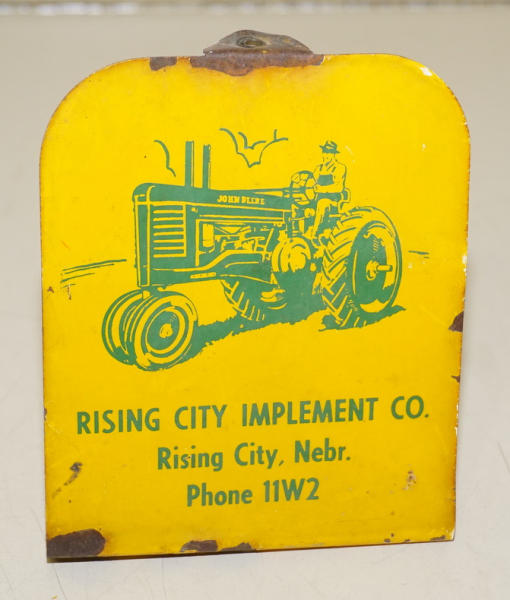 JOHN DEERE
RISING CITY IMPLEMENT CO.
Rising City, Nebr.
Phone 11W2